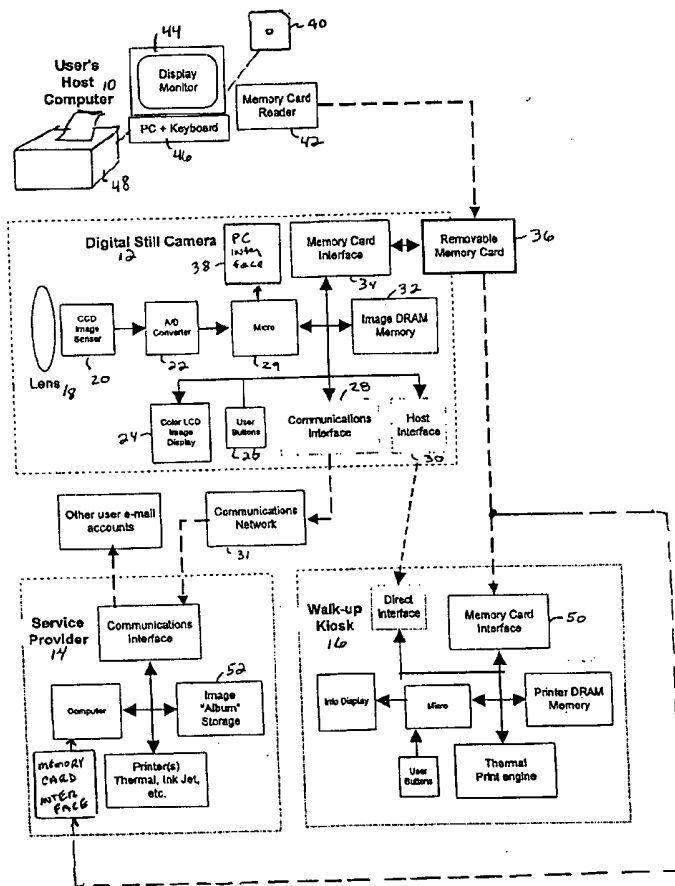 44
40
User's
Host
Computer 10
Display
Monitor
Memory Card
Reader
42
PC + Keyboard
46
48
Digital Still Camera
12
PC
Inter
face
38
Memory Card
Interface
34
Removable
Memory Card
36
32
Image DRAM
Memory
CCD
Image
Sensor
20
A/D
Converter
22
Micro
29
Lens 18
28
Color LCD
Image
Display
24
User
Buttons
26
Communications
Interface
Host
Interface
30
Other user e-mail
accounts
Communications
Network
31
Service
Provider
14
Communications
Interface
Direct
Interface
Walk-up
Kiosk
16
Memory Card
Interface
50
52
Computer
Image
"Album"
Storage
Info Display
Micro
Printer DRAM
Memory
MEMORY
CARD
INTER
FACE
Printer(s)
Thermal, Ink Jet,
etc.
User
Buttons
Thermal
Print engine